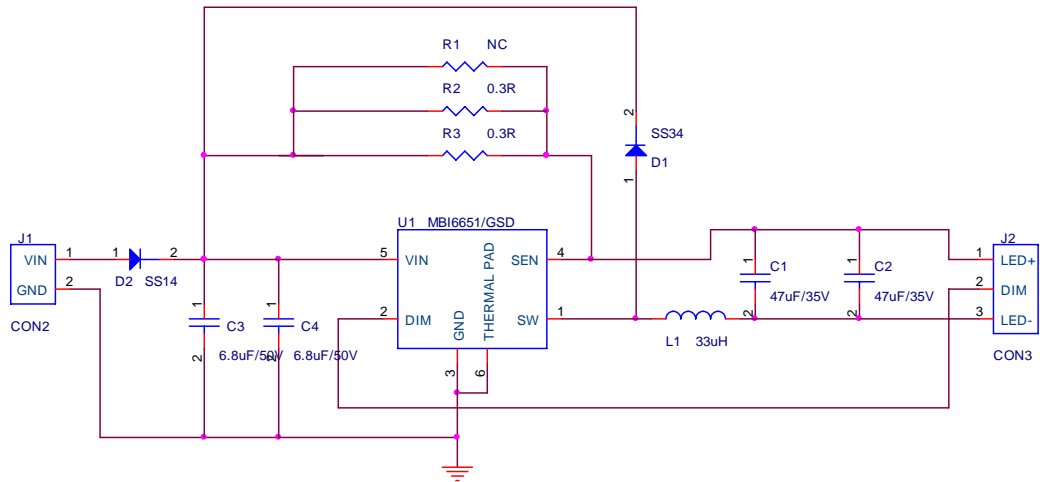 R1 NC
R2 0.3R
R3 0.3R
2
SS34
D1
1
U1 MBI6651/GSD
J1
VIN
GND
CON2
1
2
1
2
D2 SS14
5
VIN
SEN
4
2
DIM
SW
1
GND
THERMAL PAD
3
6
1
C3
6.8uF/50V
2
1
C4
6.8uF/50V
2
L1 33uH
1
C1
47uF/35V
2
1
C2
47uF/35V
2
J2
1
LED+
2
DIM
3
LED-
CON3